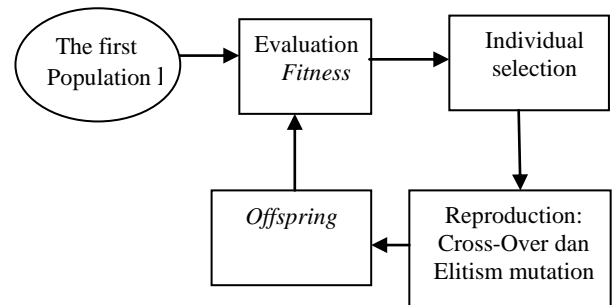 The first
Population l
Evaluation
Fitness
Individual
selection
Reproduction:
Cross-Over dan
Elitism mutation
Offspring